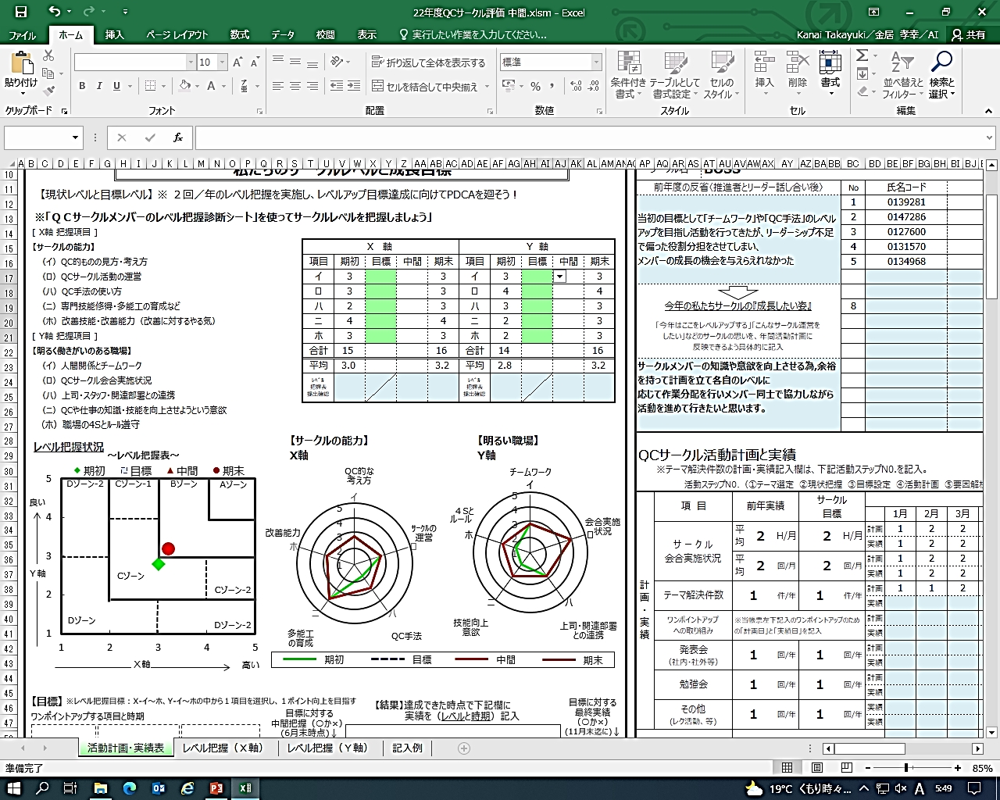 22年度QCサークル評価 中間.xlsm - Excel
ファイル ホーム 挿入 ページ レイアウト 数式 データ 校閲 表示 実行したい作業を入力してください... Kanai Takayuki／金居 孝幸／AI 共有
貼り付け
クリップボード
10
B I U
フォント
折り返して全体を表示する
セルを結合して中央揃え
配置
標準
数値
条件付き書式 テーブルとして書式設定 セルのスタイル
スタイル
挿入 削除 書式
セル
並べ替えとフィルター 検索と選択
編集
私たちのサークルレベルと成長目標
【現状レベルと目標レベル】※ ２回／年のレベル把握を実施し、レベルアップ目標達成に向けてPDCAを廻そう！
※「ＱＣサークルメンバーのレベル把握診断シート」を使ってサークルレベルを把握しましょう」
[ X軸 把握項目 ]
【サークルの能力】
（イ）QC的ものの見方・考え方
（ロ）QCサークル活動の運営
（ハ）QC手法の使い方
（ニ）専門技能修得・多能工の育成など
（ホ）改善技能・改善能力（改善に対するやる気）
[ Y軸 把握項目 ]
【明るく働きがいのある職場】
（イ）人間関係とチームワーク
（ロ）QCサークル会合実施状況
（ハ）上司・スタッフ・関連部署との連携
（ニ）QCや仕事の知識・技能を向上させようという意欲
（ホ）職場の4Sとルール遵守
X 軸 Y 軸
項目 期初 目標 中間 期末 項目 期初 目標 中間 期末
イ 3 3 イ 3 3
ロ 3 3 ロ 4 4
ハ 2 3 ハ 3 3
ニ 4 4 ニ 2 3
ホ 3 3 ホ 2 3
合計 15 16 合計 14 16
平均 3.0 3.2 平均 2.8 3.2
レベル把握表提出確認 レベル把握表提出確認
レベル把握状況
～レベル把握表～
期初 目標 中間 期末
Dゾーン-2 Cゾーン-1 Bゾーン Aゾーン
Cゾーン
Cゾーン-2
Dゾーン
Dゾーン-2
良い
Y軸
5
4
3
2
1
1 2 3 4 5
X軸 高い
【サークルの能力】
X軸
QC的な考え方
イ
サークルの運営
ロ
QC手法
ハ
多能工の育成
ニ
改善能力
ホ
5
4
3
2
1
【明るい職場】
Y軸
チームワーク
イ
会合実施状況
ロ
上司・関連部署との連携
ハ
技能向上意欲
ニ
４Sとルール
ホ
5
4
3
2
1
期初 目標 中間 期末
【目標】※レベル把握目標：X-イ～ホ、Y-イ～ホの中から１項目を選択し、１ポイント向上を目指す
ワンポイントアップする項目と時期
目標に対する
中間把握（○か×）
(6月末時点)↓
【結果】達成できた時点で下記欄に
実績を（レベルと時期）記入
目標に対する
最終実績
（○か×）
(11月末迄に)↓
BOSS
前年度の反省〈推進者とリーダー話し合い後〉
当初の目標として「チームワーク」や「QC手法」のレベル
アップを目指し活動を行ってきたが、リーダーシップ不足
で偏った役割分担をさせてしまい、
メンバーの成長の機会を与えらえれなかった
今年の私たちサークルの『成長したい姿』
「今年はここをレベルアップする」「こんなサークル運営を
したい」などのサークルの思いを、年間活動計画に
反映できるよう具体的に記入
サークルメンバーの知識や意欲を向上させる為,余裕
を持って計画を立て各自のレベルに
応じて作業分配を行いメンバー同士で協力しながら
活動を進めて行きたいと思います。
No 氏名コード
1 0139281
2 0147286
3 0127600
4 0131570
5 0134968
8
QCサークル活動計画と実績
※テーマ解決件数の計画・実績記入欄は、下記活動ステップNO.を記入。
活動ステップNO.（①テーマ選定 ②現状把握 ③目標設定 ④活動計画 ⑤要因解析
項 目 前年実績 サークル目標 1月 2月 3月
計画・実績
サークル会合実施状況 平均 2 H/月 2 H/月 計画 1 2 2
実績 1 2 2
平均 2 回/月 2 回/月 計画 1 2 2
実績 1 2 2
テーマ解決件数 1 件/年 1 件/年 計画 1 1 2
実績
ワンポイントアップへの取り組み ※当帳票左下記入のワンポイントアップのための「計画日」と「実績日」を記入 計画
実績
発表会（社内・社外等） 1 回/年 1 回/年 計画
実績
勉強会 1 回/年 1 回/年 計画
実績
その他（レク活動、等） 1 回/年 1 回/年 実績
実績
活動計画・実績表 レベル把握（X軸） レベル把握（Y軸） 記入例
準備完了 85%
19℃ くもり時々... A 5:49